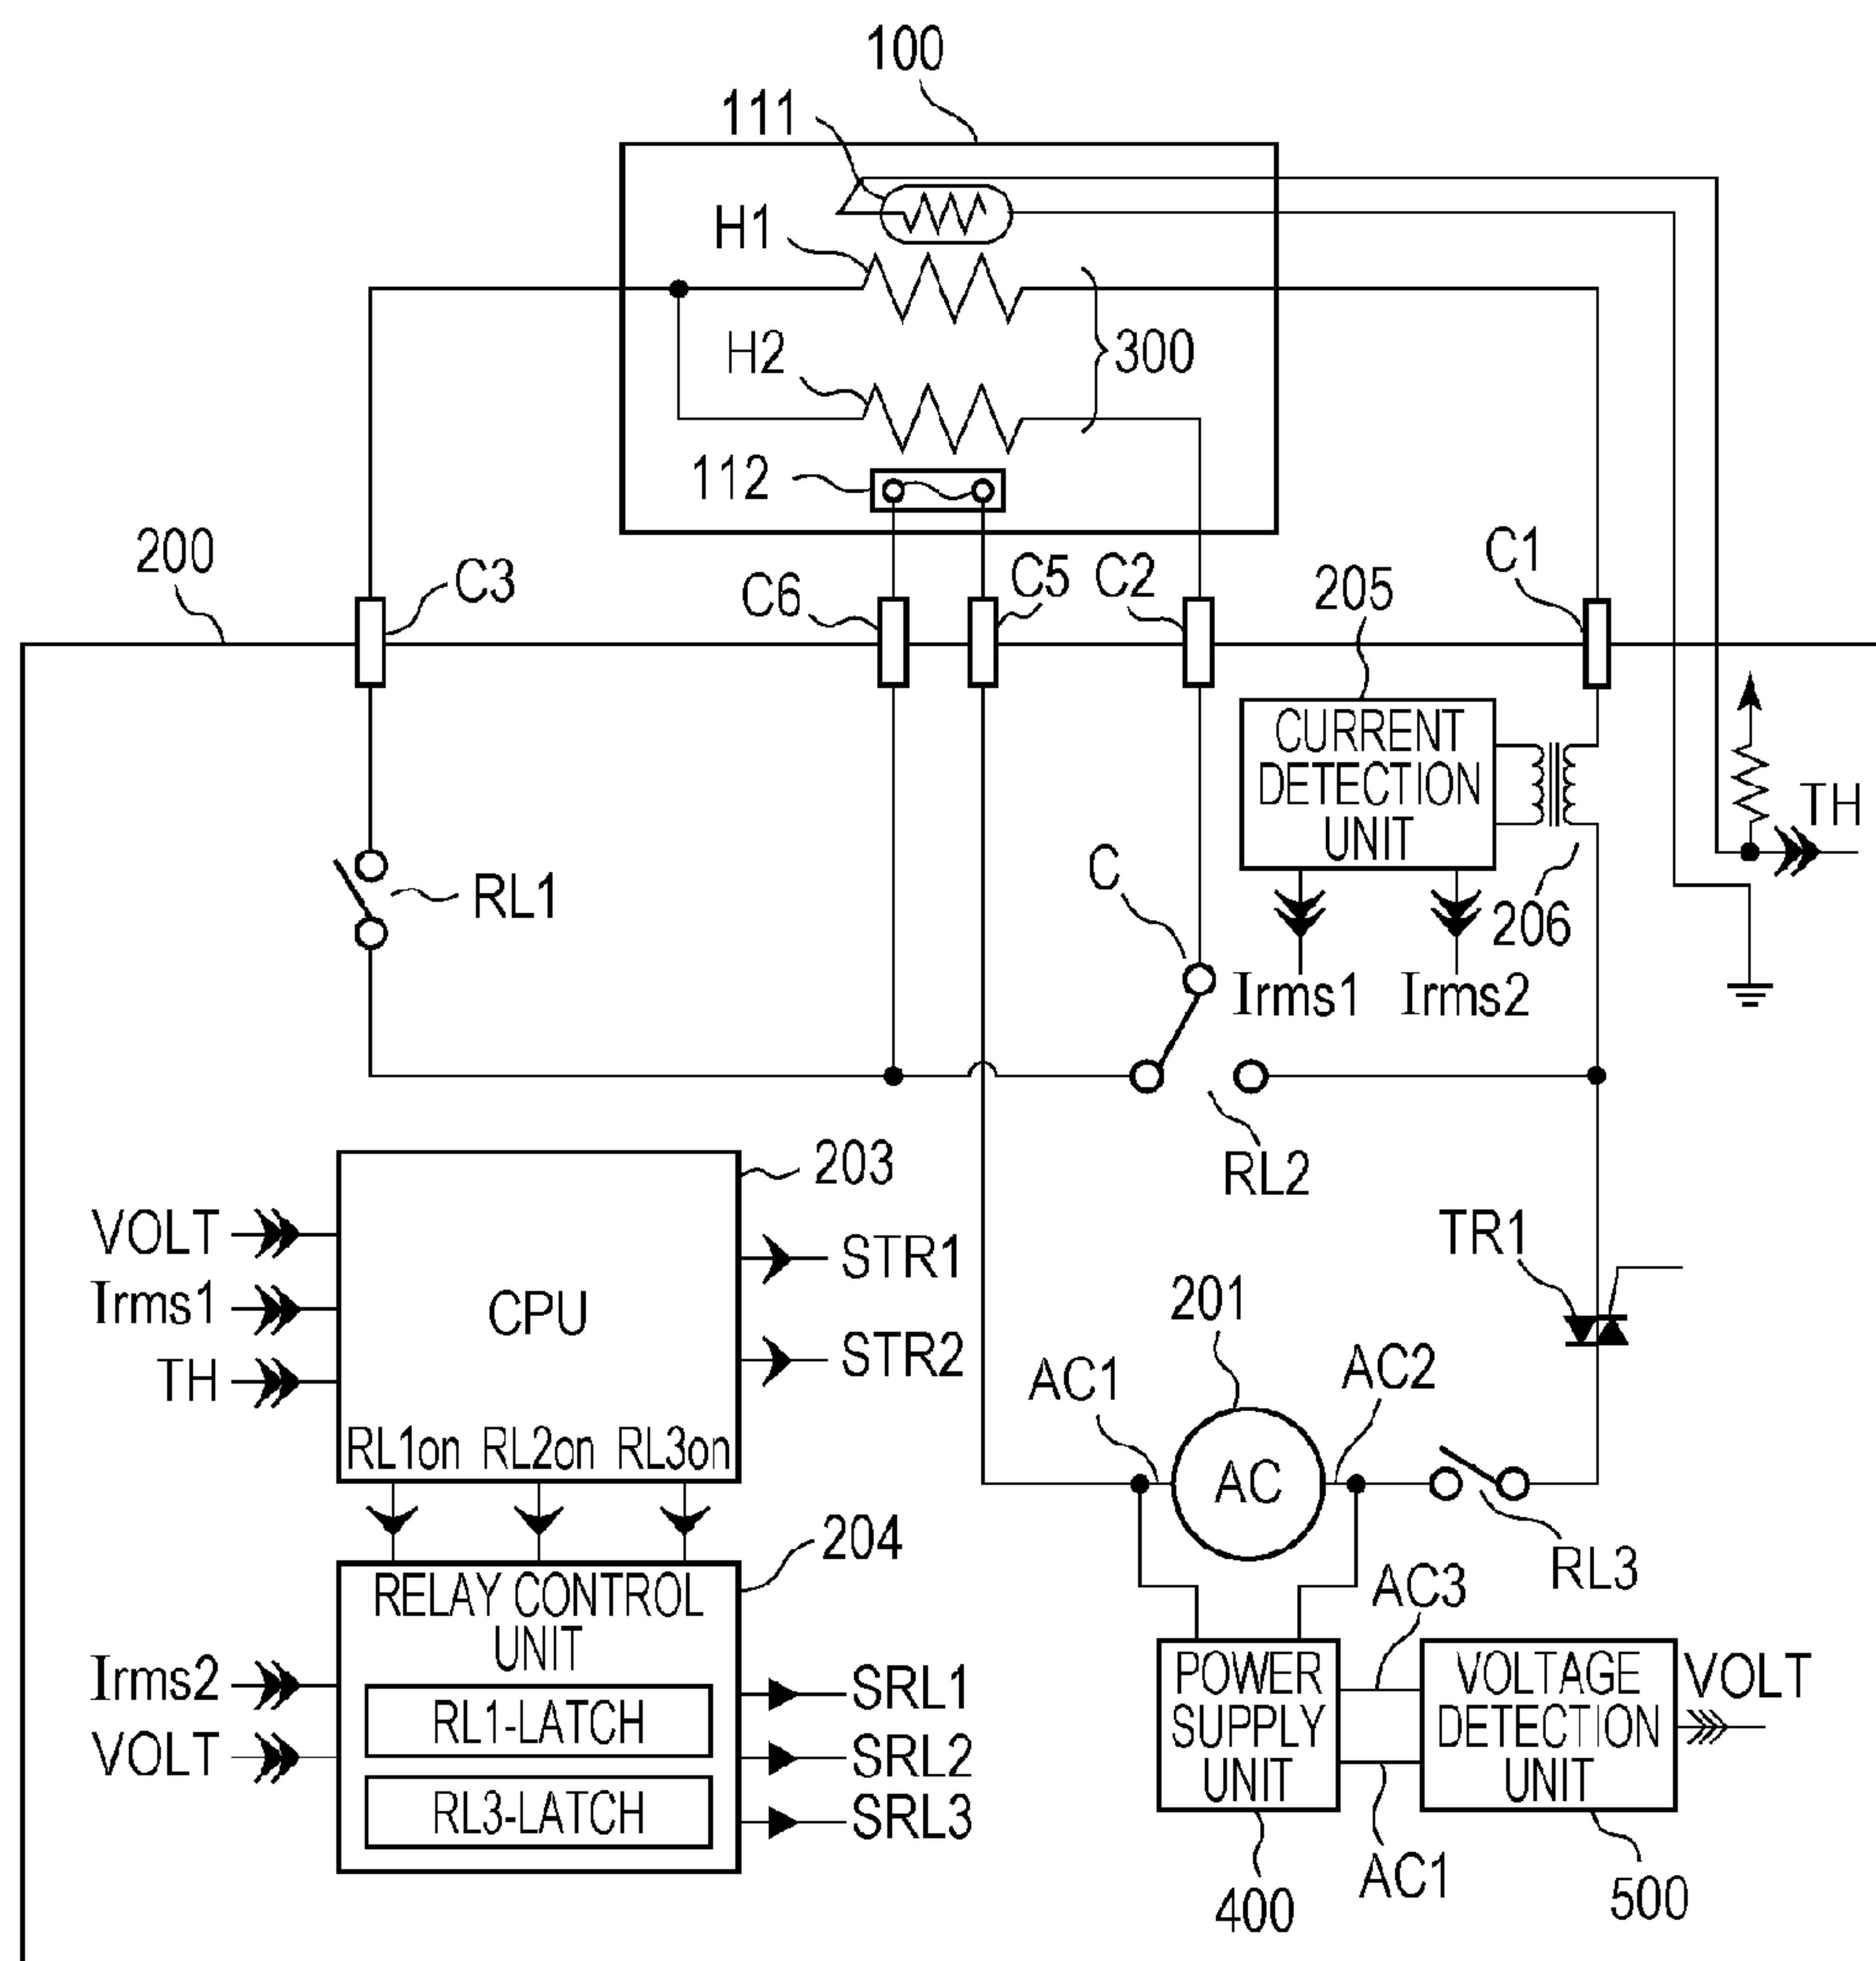 100
111
H1
H2
300
112
200
C3
C6
C5
C2
205
C1
CURRENT
DETECTION
UNIT
TH
RL1
C
206
Irms1
Irms2
RL2
203
VOLT
Irms1
TH
CPU
STR1
STR2
RL1on
RL2on
RL3on
TR1
201
AC1
AC2
AC
RL3
204
RELAY CONTROL
UNIT
Irms2
VOLT
RL1-LATCH
RL3-LATCH
SRL1
SRL2
SRL3
AC3
POWER
SUPPLY
UNIT
VOLTAGE
DETECTION
UNIT
VOLT
AC1
400
500